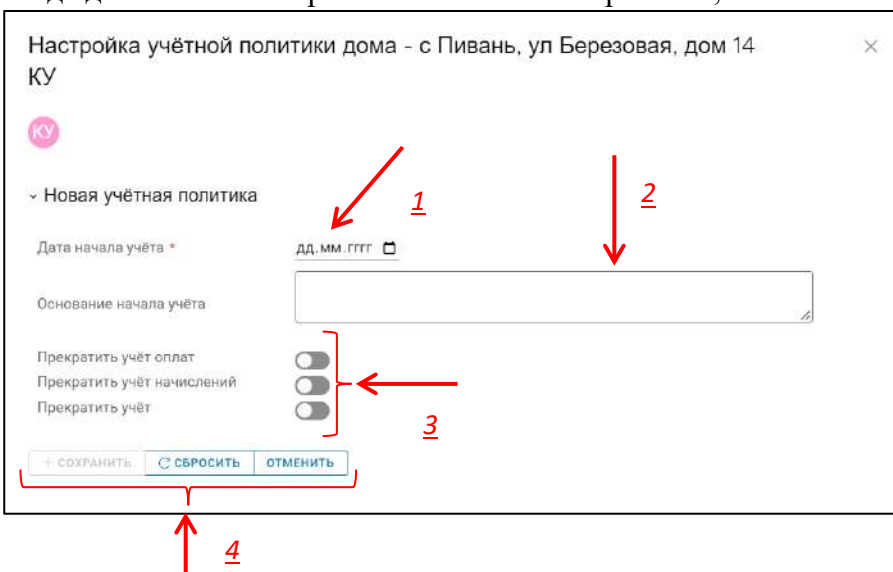 Настройка учётной политики дома - с Пивань, ул Березовая, дом 14
КУ
КУ
Новая учётная политика
1
2
Дата начала учёта *
дд.мм.гггг
Основание начала учёта
Прекратить учёт оплат
Прекратить учёт начислений
Прекратить учёт
3
+ СОХРАНИТЬ СБРОСИТЬ ОТМЕНИТЬ
4